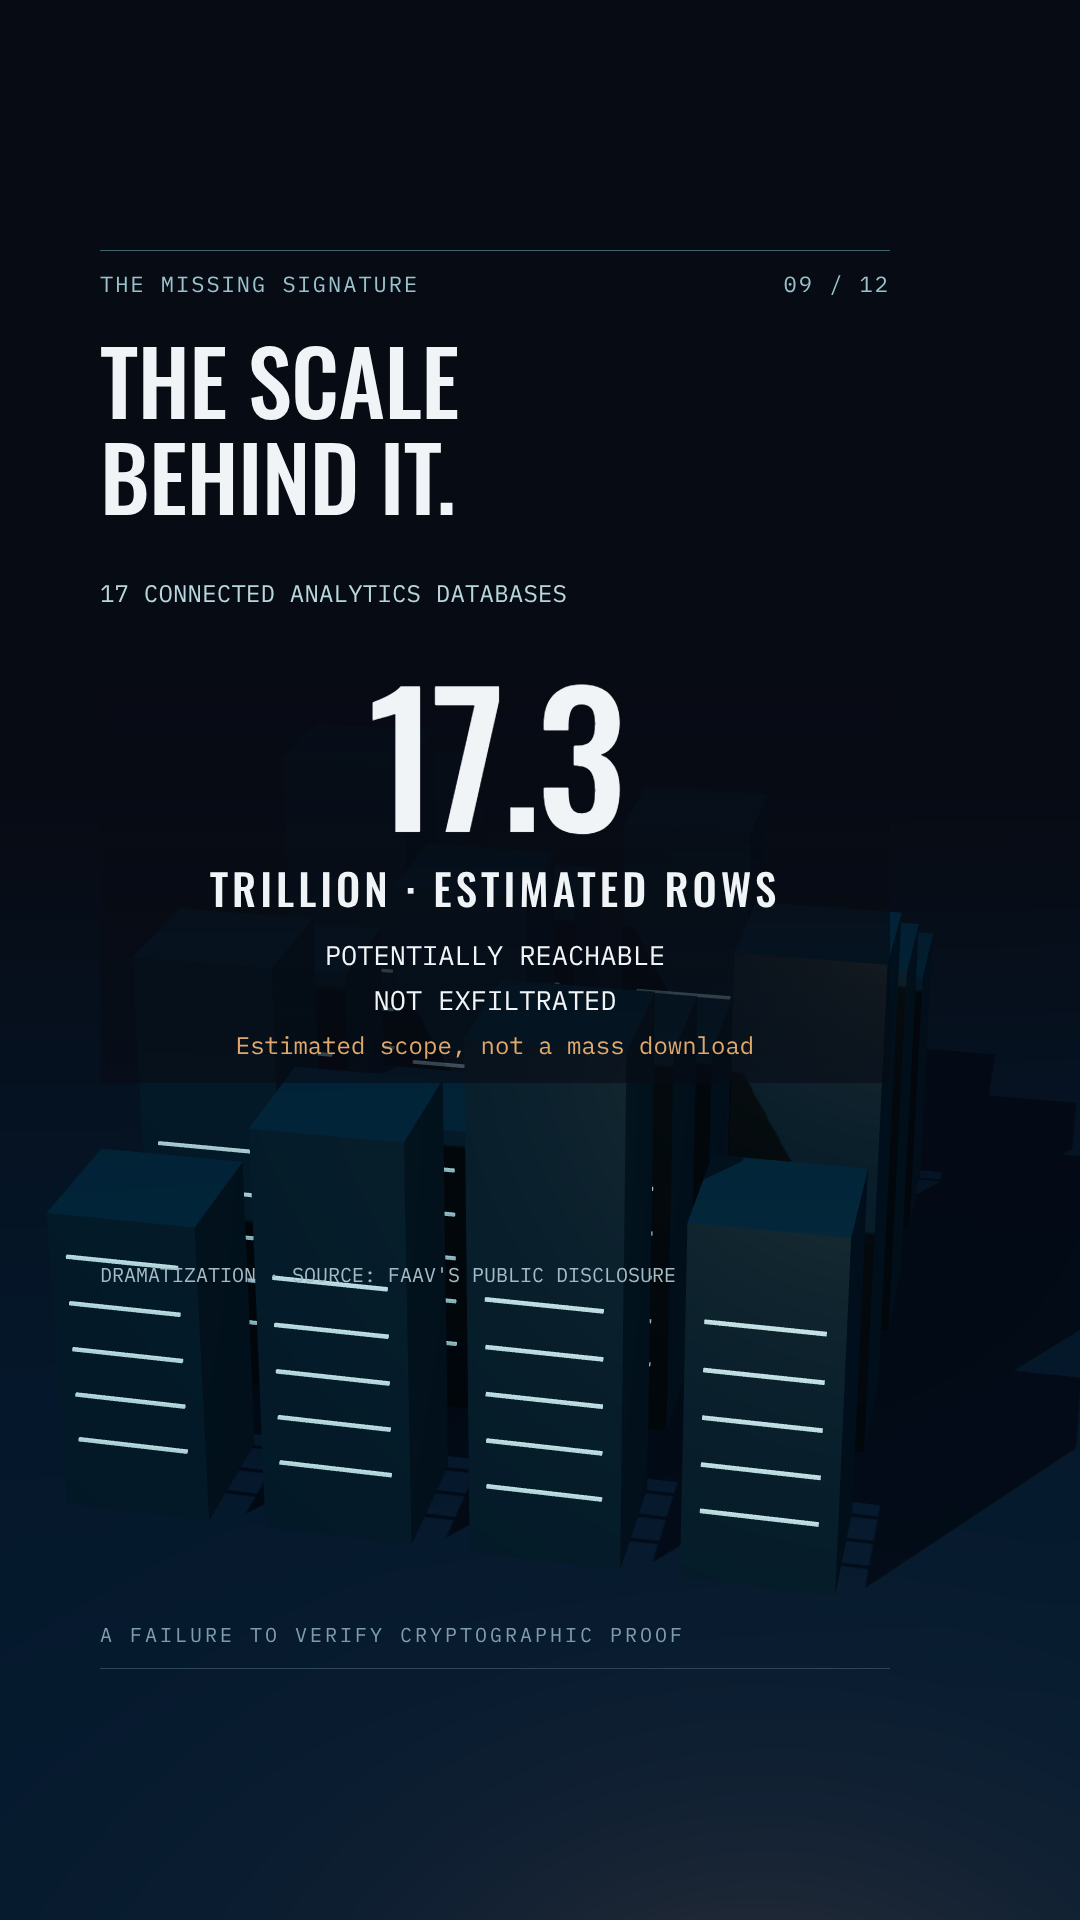 THE MISSING SIGNATURE
09 / 12
THE SCALE
BEHIND IT.
17 CONNECTED ANALYTICS DATABASES
17.3
TRILLION · ESTIMATED ROWS
POTENTIALLY REACHABLE
NOT EXFILTRATED
Estimated scope, not a mass download
DRAMATIZATION · SOURCE: FAAV'S PUBLIC DISCLOSURE
A FAILURE TO VERIFY CRYPTOGRAPHIC PROOF